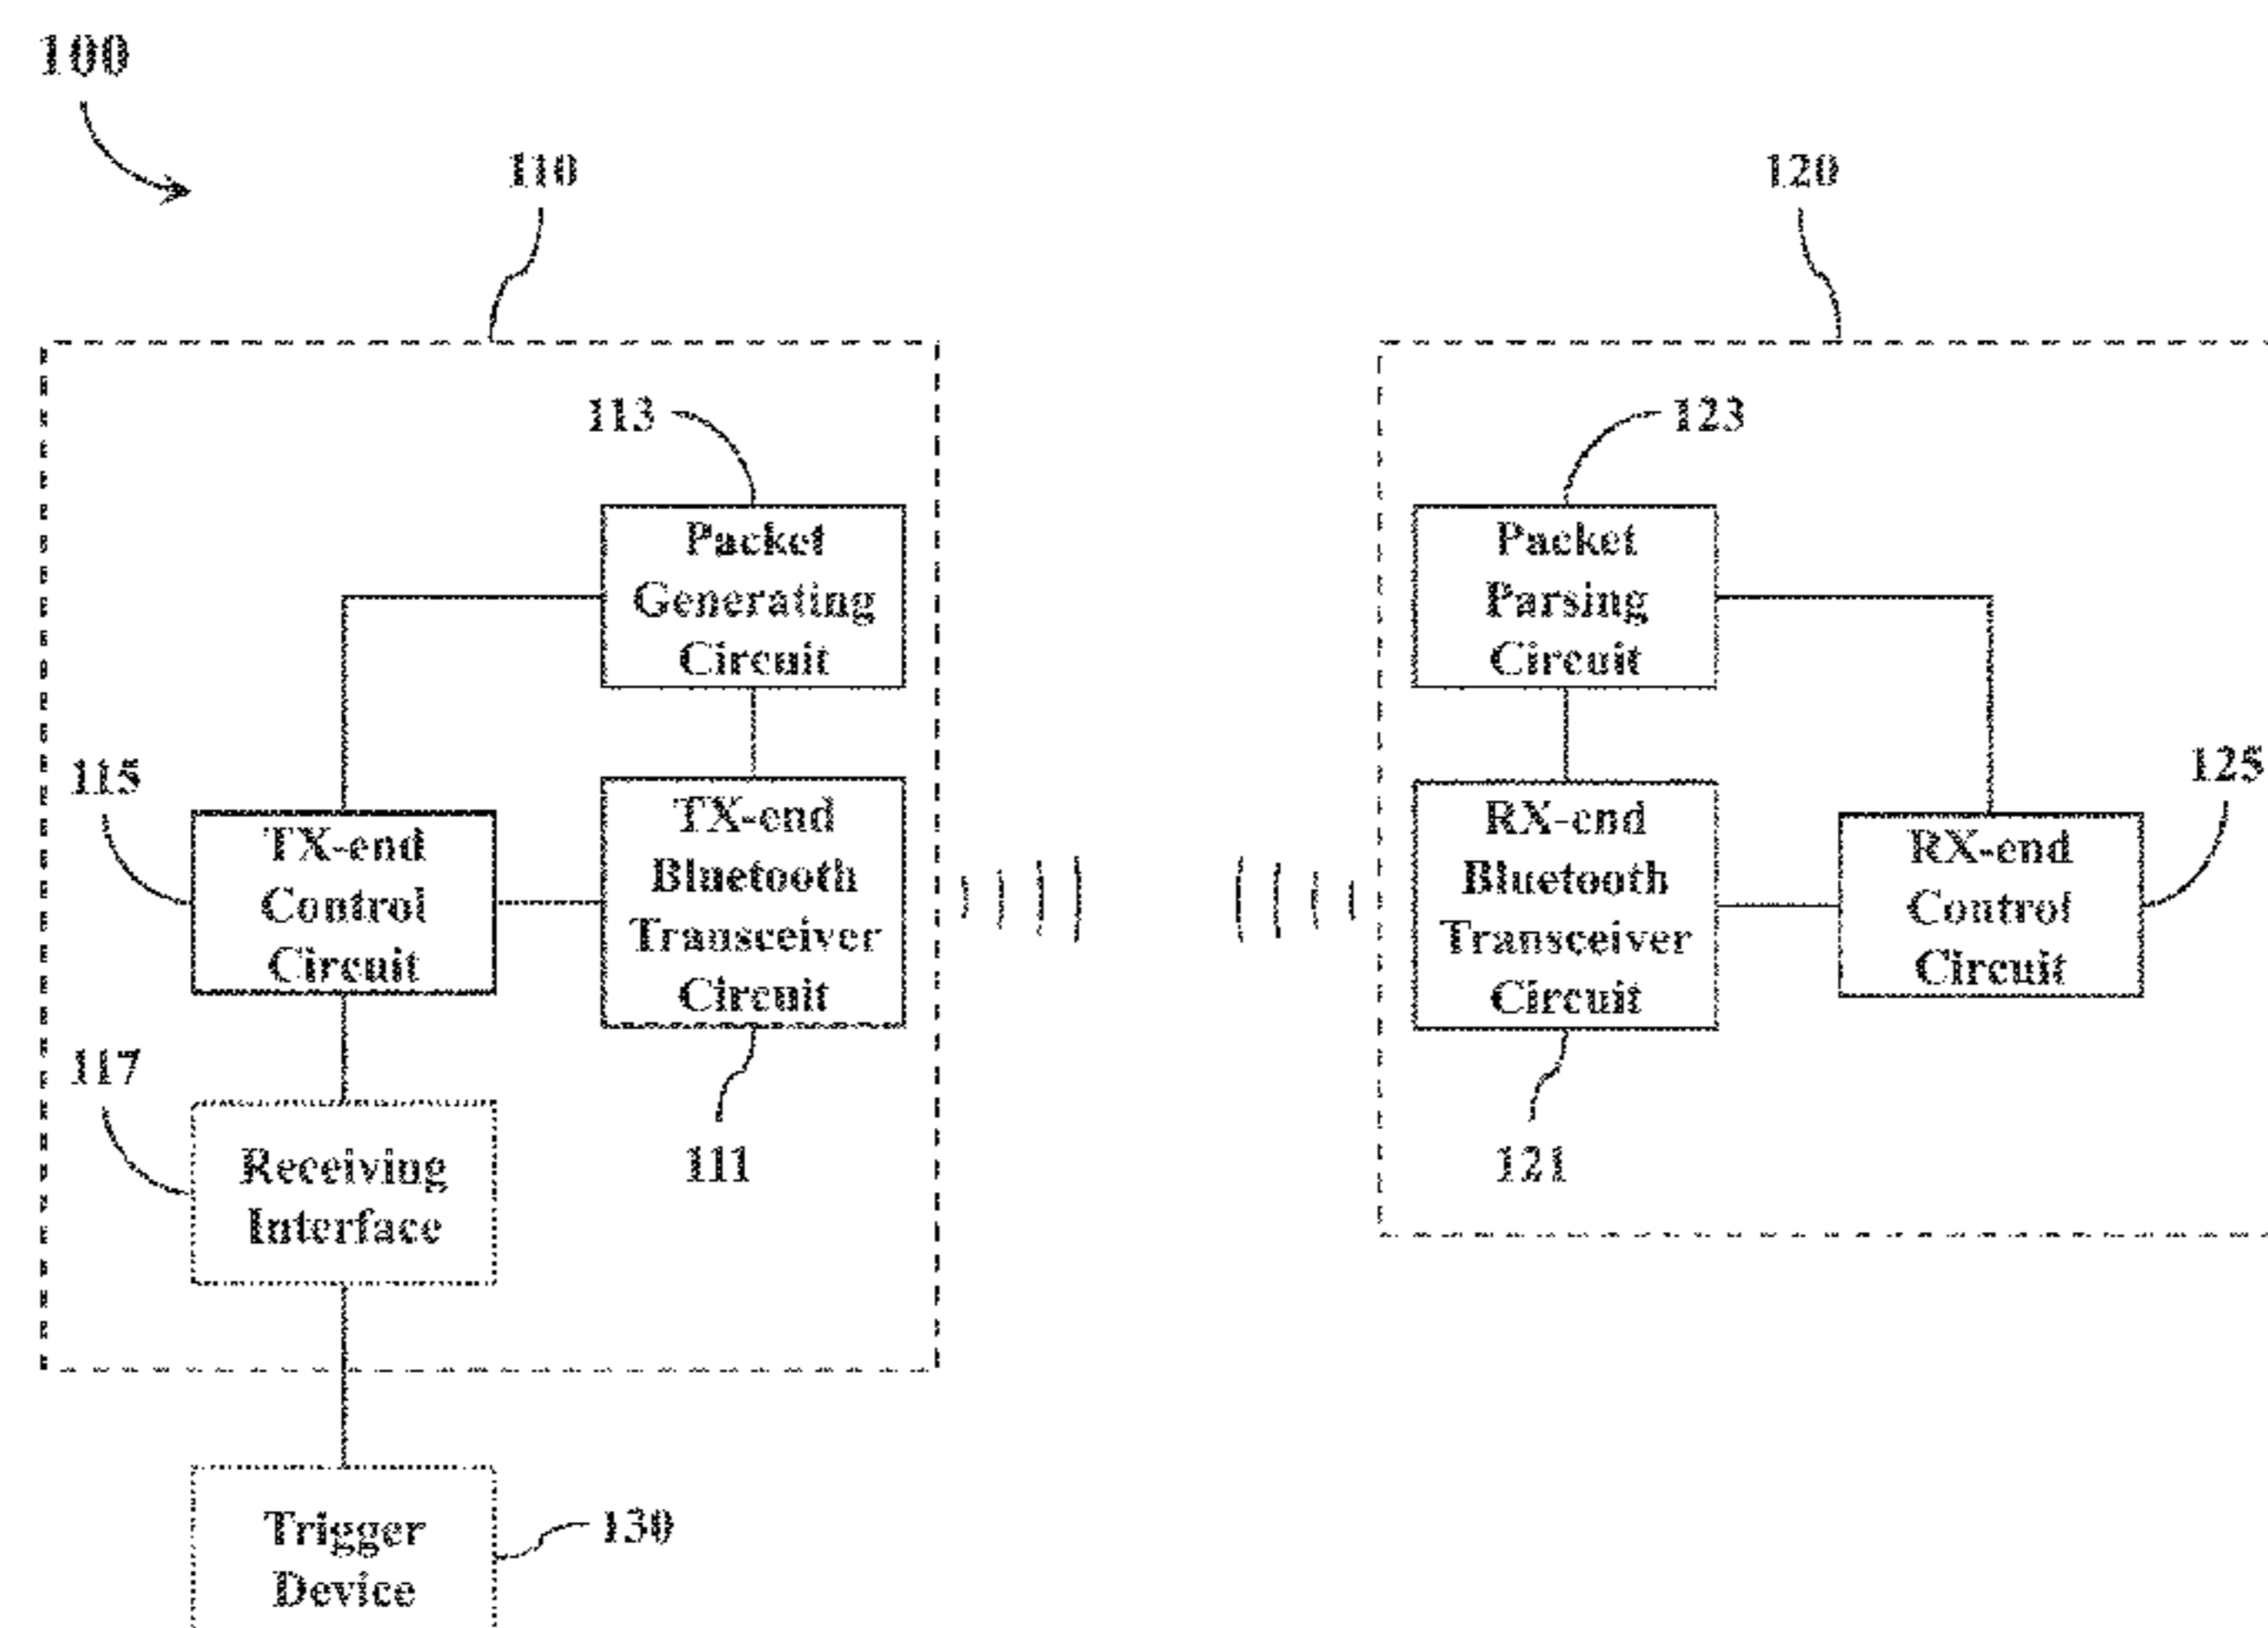 100
110
120
113
123
Packet
Generating
Circuit
Packet
Parsing
Circuit
115
TX-end
Control
Circuit
TX-end
Bluetooth
Transceiver
Circuit
RX-end
Bluetooth
Transceiver
Circuit
RX-end
Control
Circuit
125
117
Receiving
Interface
111
121
Trigger
Device
130